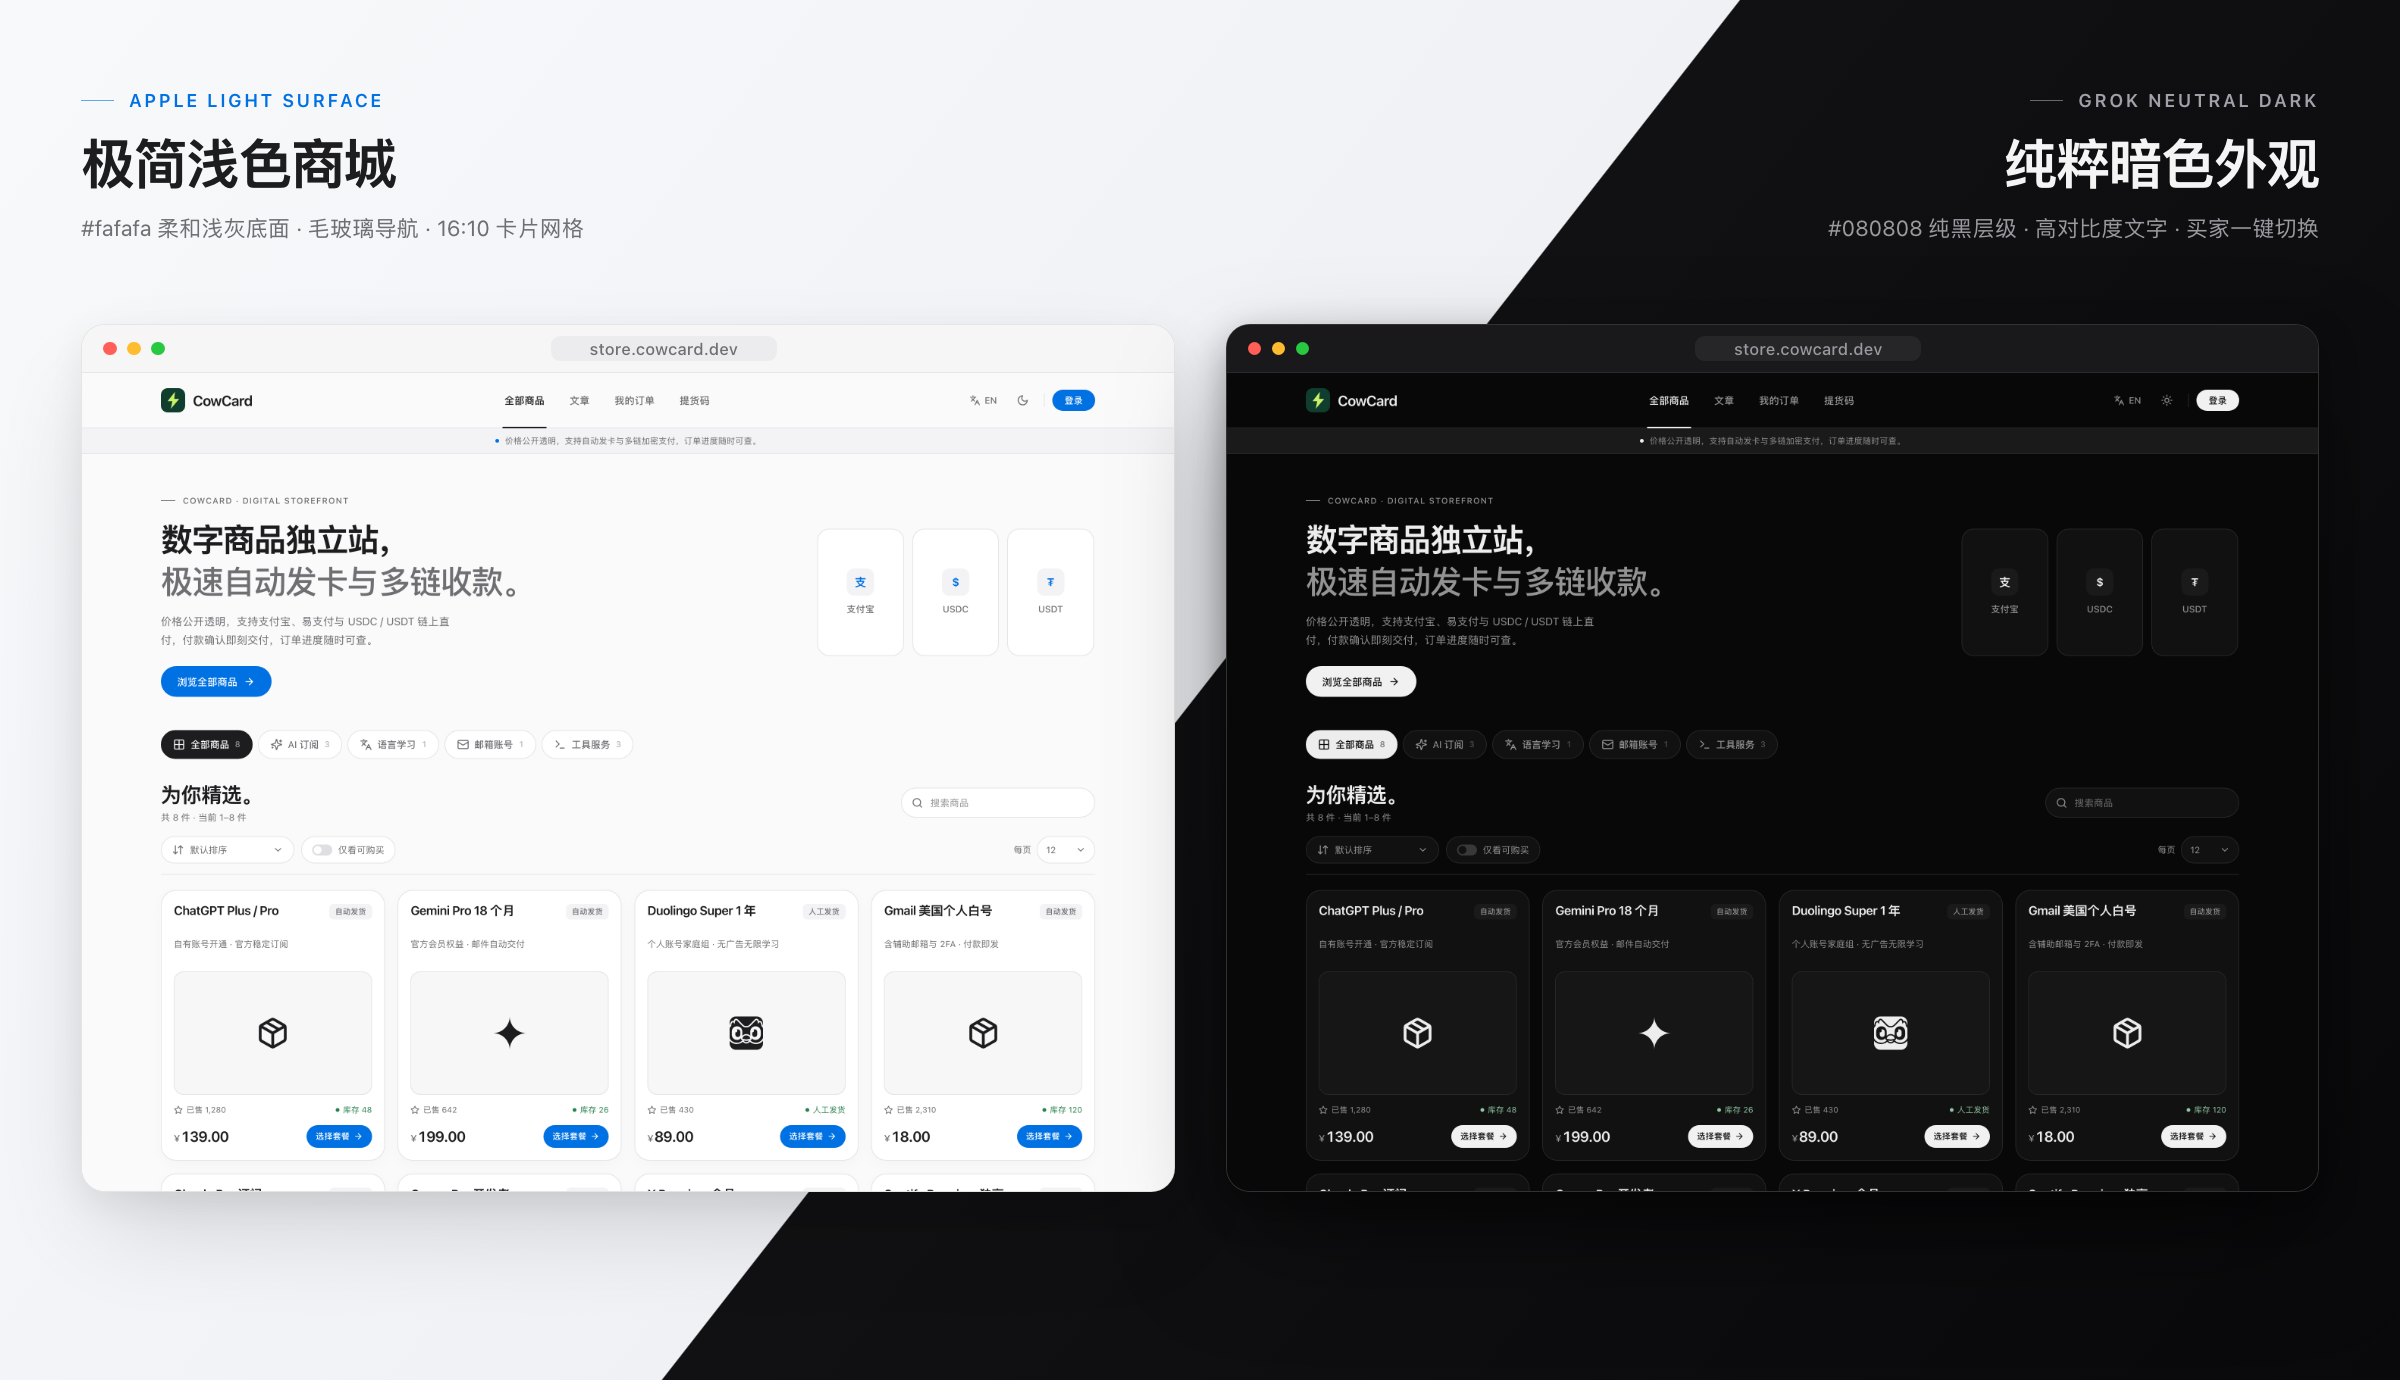 APPLE LIGHT SURFACE
极简浅色商城
#fafafa 柔和浅灰底面 · 毛玻璃导航 · 16:10 卡片网格
GROK NEUTRAL DARK
纯粹暗色外观
#080808 纯黑层级 · 高对比度文字 · 买家一键切换
store.cowcard.dev
CowCard 全部商品 文章 我的订单 提货码 EN 登录
价格公开透明，支持自动发卡与多链加密支付，订单进度随时可查。
COWCARD · DIGITAL STOREFRONT
数字商品独立站，
极速自动发卡与多链收款。
价格公开透明，支持支付宝、易支付与 USDC / USDT 链上直
付，付款确认即刻交付，订单进度随时可查。
浏览全部商品 →
支 $ ₮
支付宝 USDC USDT
全部商品 8 AI 订阅 3 语言学习 1 邮箱账号 1 工具服务 3
为你精选。
共 8 件 · 当前 1–8 件
搜索商品
默认排序 仅看可购买 每页 12
ChatGPT Plus / Pro 自动发货
自有账号开通 · 官方稳定订阅
已售 1,280 库存 48
¥139.00 选择套餐 →
Gemini Pro 18 个月 自动发货
官方会员权益 · 邮件自动交付
已售 642 库存 26
¥199.00 选择套餐 →
Duolingo Super 1 年 人工发货
个人账号家庭组 · 无广告无限学习
已售 430 人工发货
¥89.00 选择套餐 →
Gmail 美国个人白号 自动发货
含辅助邮箱与 2FA · 付款即发
已售 2,310 库存 120
¥18.00 选择套餐 →
store.cowcard.dev
CowCard 全部商品 文章 我的订单 提货码 EN 登录
价格公开透明，支持自动发卡与多链加密支付，订单进度随时可查。
COWCARD · DIGITAL STOREFRONT
数字商品独立站，
极速自动发卡与多链收款。
价格公开透明，支持支付宝、易支付与 USDC / USDT 链上直
付，付款确认即刻交付，订单进度随时可查。
浏览全部商品 →
支 $ ₮
支付宝 USDC USDT
全部商品 8 AI 订阅 3 语言学习 1 邮箱账号 1 工具服务 3
为你精选。
共 8 件 · 当前 1–8 件
搜索商品
默认排序 仅看可购买 每页 12
ChatGPT Plus / Pro 自动发货
自有账号开通 · 官方稳定订阅
已售 1,280 库存 48
¥139.00 选择套餐 →
Gemini Pro 18 个月 自动发货
官方会员权益 · 邮件自动交付
已售 642 库存 26
¥199.00 选择套餐 →
Duolingo Super 1 年 人工发货
个人账号家庭组 · 无广告无限学习
已售 430 人工发货
¥89.00 选择套餐 →
Gmail 美国个人白号 自动发货
含辅助邮箱与 2FA · 付款即发
已售 2,310 库存 120
¥18.00 选择套餐 →